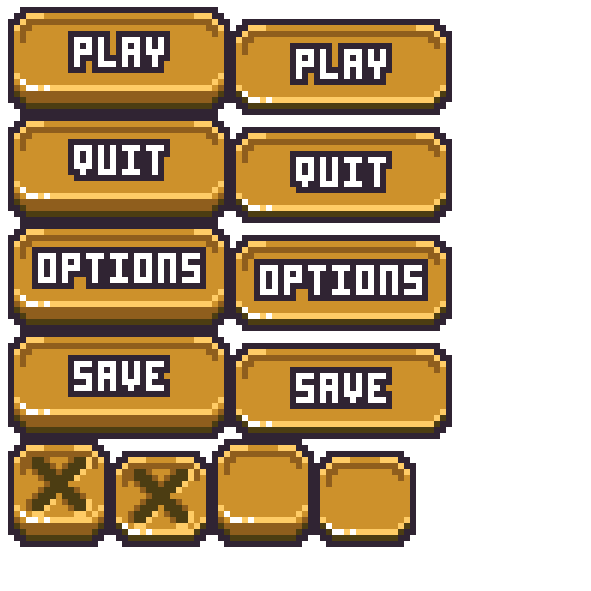 PLAY PLAY
QUIT QUIT
OPTIONS OPTIONS
SAVE SAVE
X X